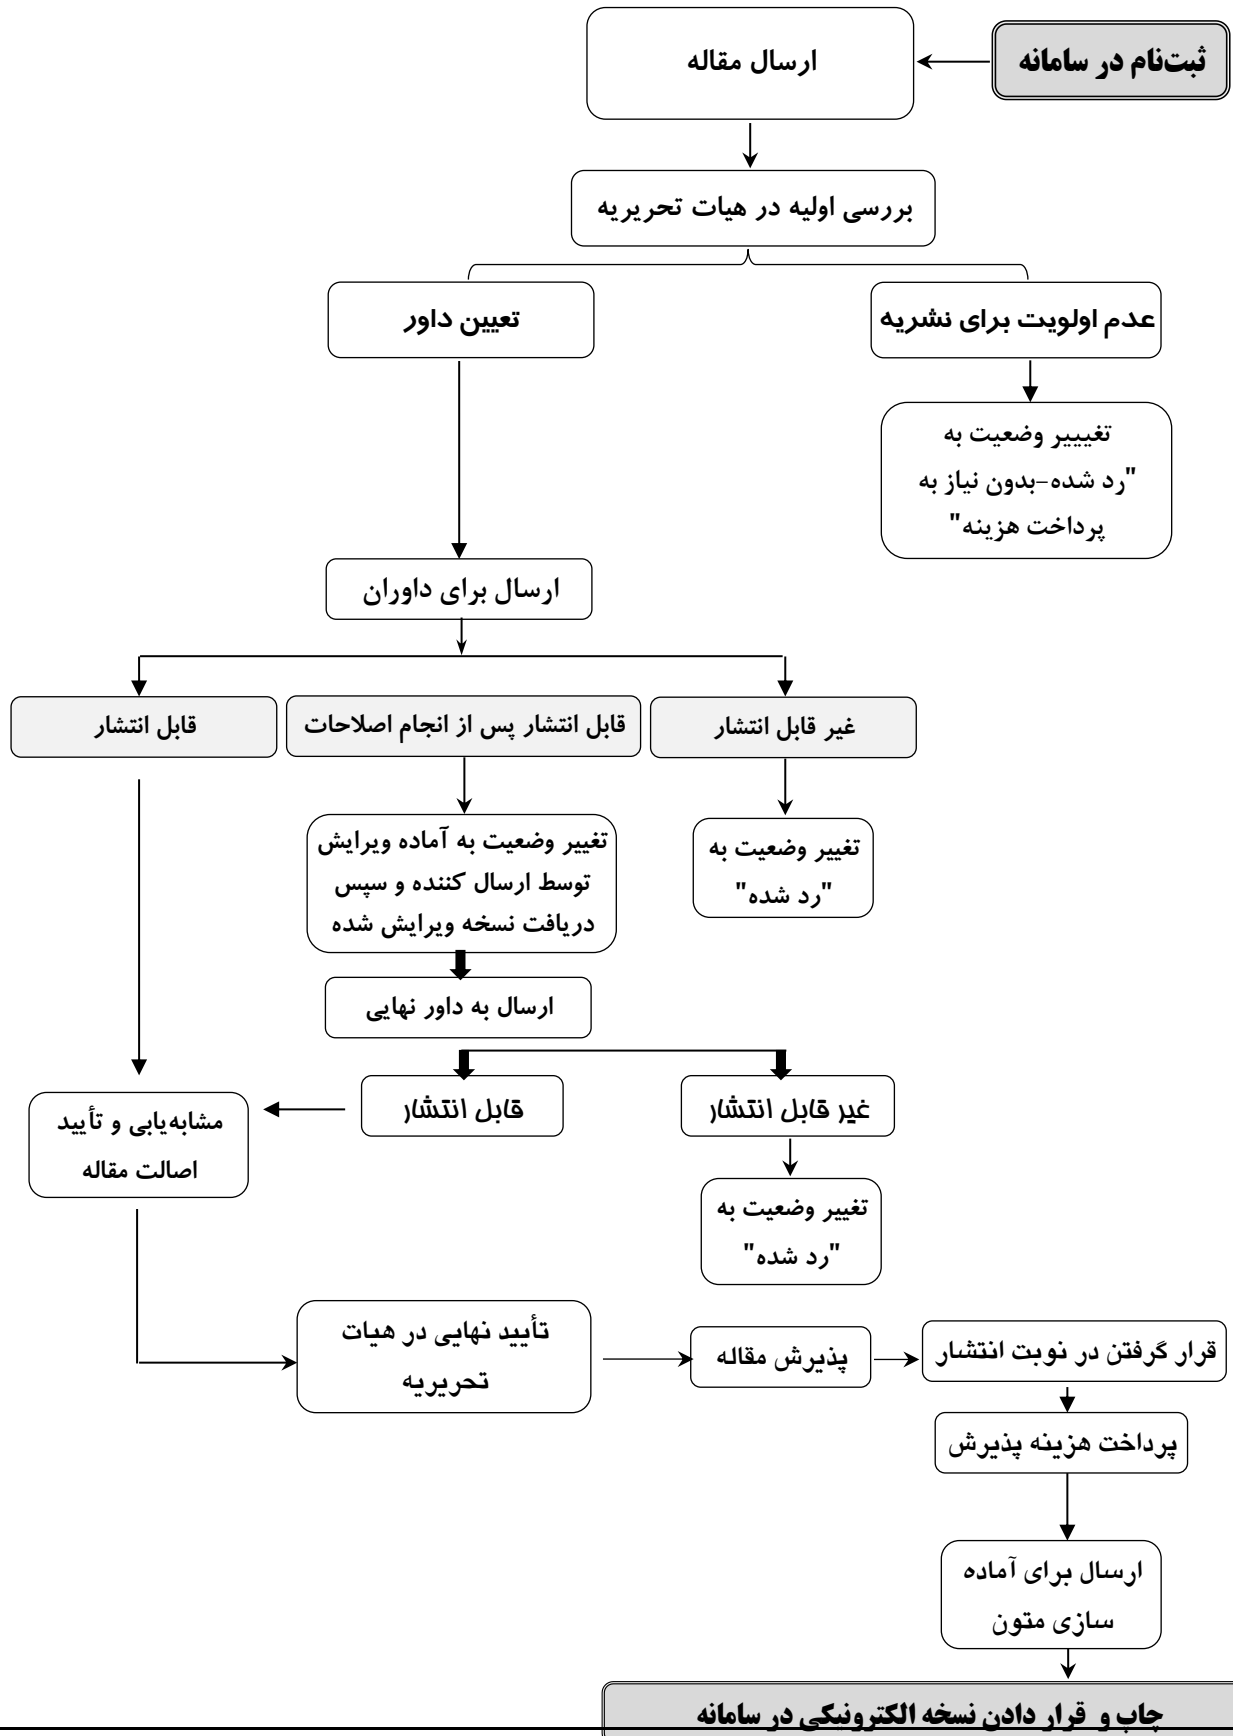 ثبت‌نام در سامانه
ارسال مقاله
بررسی اولیه در هیات تحریریه
عدم اولویت برای نشریه
تعیین داور
تغیییر وضعیت به
"رد شده-بدون نیاز به
پرداخت هزینه"
ارسال برای داوران
غیر قابل انتشار
قابل انتشار پس از انجام اصلاحات
قابل انتشار
تغییر وضعیت به
"رد شده"
تغییر وضعیت به آماده ویرایش
توسط ارسال کننده و سپس
دریافت نسخه ویرایش شده
ارسال به داور نهایی
غیر قابل انتشار
قابل انتشار
مشابه‌یابی و تأیید
اصالت مقاله
تغییر وضعیت به
"رد شده"
تأیید نهایی در هیات
تحریریه
پذیرش مقاله
قرار گرفتن در نوبت انتشار
پرداخت هزینه پذیرش
ارسال برای آماده
سازی متون
چاپ و قرار دادن نسخه الکترونیکی در سامانه